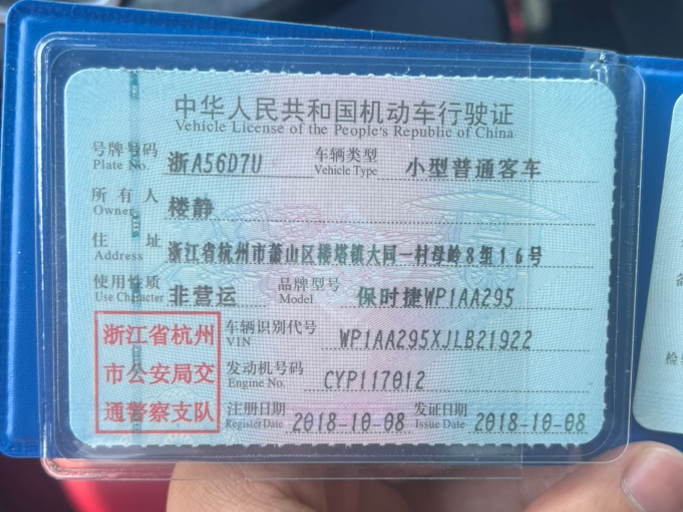 中华人民共和国机动车行驶证
Vehicle License of the People's Republic of China
号牌号码 浙A56D7U 车辆类型 小型普通客车
Plate No. Vehicle Type
所有人 楼静
Owner
住址 浙江省杭州市萧山区楼塔镇大同一村母岭8组16号
Address
使用性质 非营运 品牌型号 保时捷WP1AA295
Use Character Model
浙江省杭州
市公安局交
通警察支队
车辆识别代号 WP1AA295XJLB21922
VIN
发动机号码 CYP117012
Engine No.
注册日期 2018-10-08 发证日期 2018-10-08
Register Date Issue Date